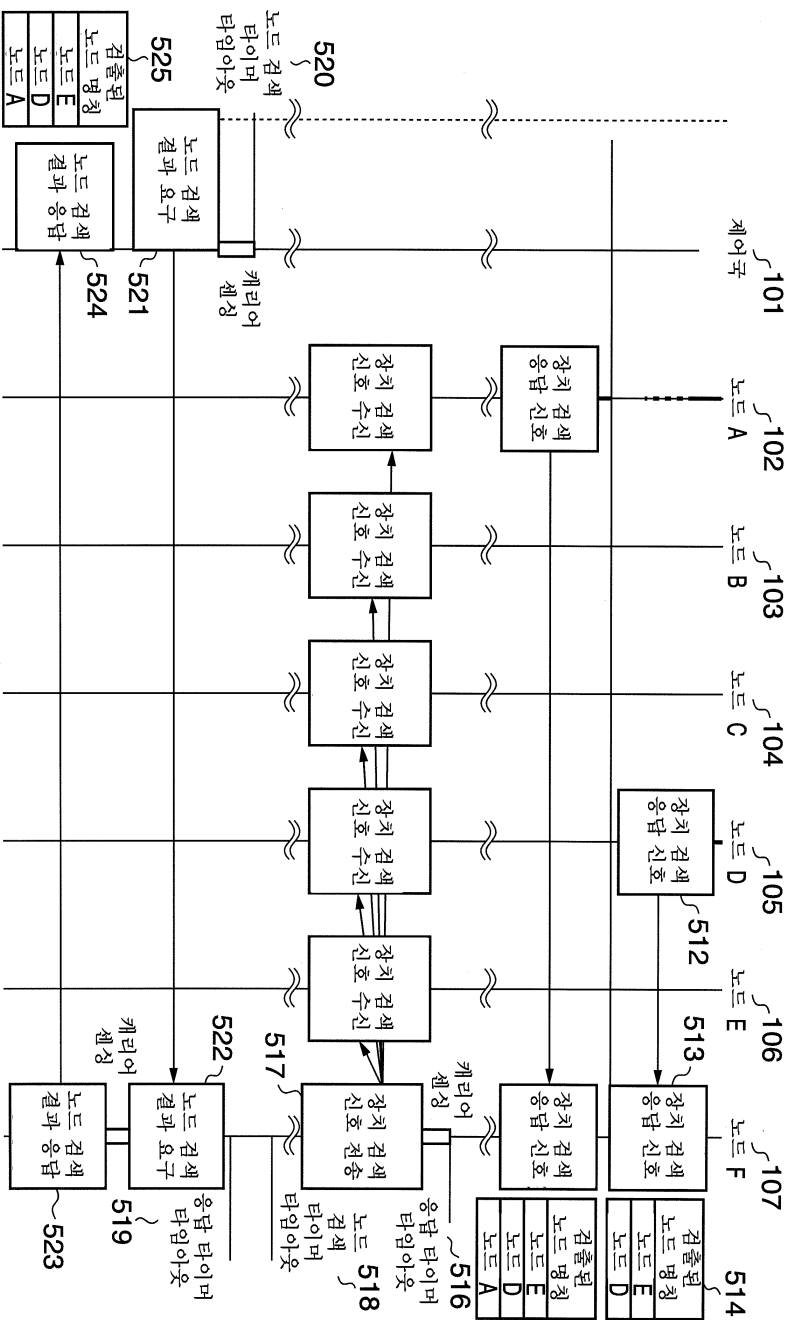 101
제어국
102
노드
A
103
노드
B
104
노드
C
105
노드
D
106
노드
E
107
노드
F
장치 검색
응답 신호
512
513
장치 검색
응답 신호
514
검출된
노드 명칭
노드 E
노드 D
장치 검색
응답 신호
장치 검색
응답 신호
검출된
노드 명칭
노드 E
노드 D
노드 A
캐리어
센싱
516
응답 타이머
타임아웃
장치 검색
신호 수신
장치 검색
신호 수신
장치 검색
신호 수신
장치 검색
신호 수신
장치 검색
신호 수신
517
장치 검색
신호 전송
518
노드
검색
타이머
타임아웃
520
노드 검색
타이머
타임아웃
캐리어
센싱
519
응답 타이머
타임아웃
노드 검색
결과 요구
521
522
노드 검색
결과 요구
캐리어
센싱
노드 검색
결과 응답
523
노드 검색
결과 응답
524
525
검출된
노드 명칭
노드 E
노드 D
노드 A